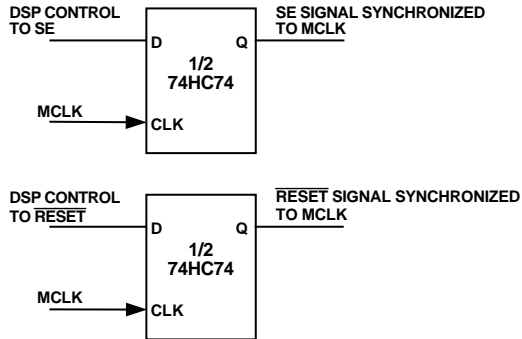 DSP CONTROL
TO SE
SE SIGNAL SYNCHRONIZED
TO MCLK
D
Q
1/2
74HC74
MCLK
CLK
DSP CONTROL
TO RESET
RESET SIGNAL SYNCHRONIZED
TO MCLK
D
Q
1/2
74HC74
MCLK
CLK